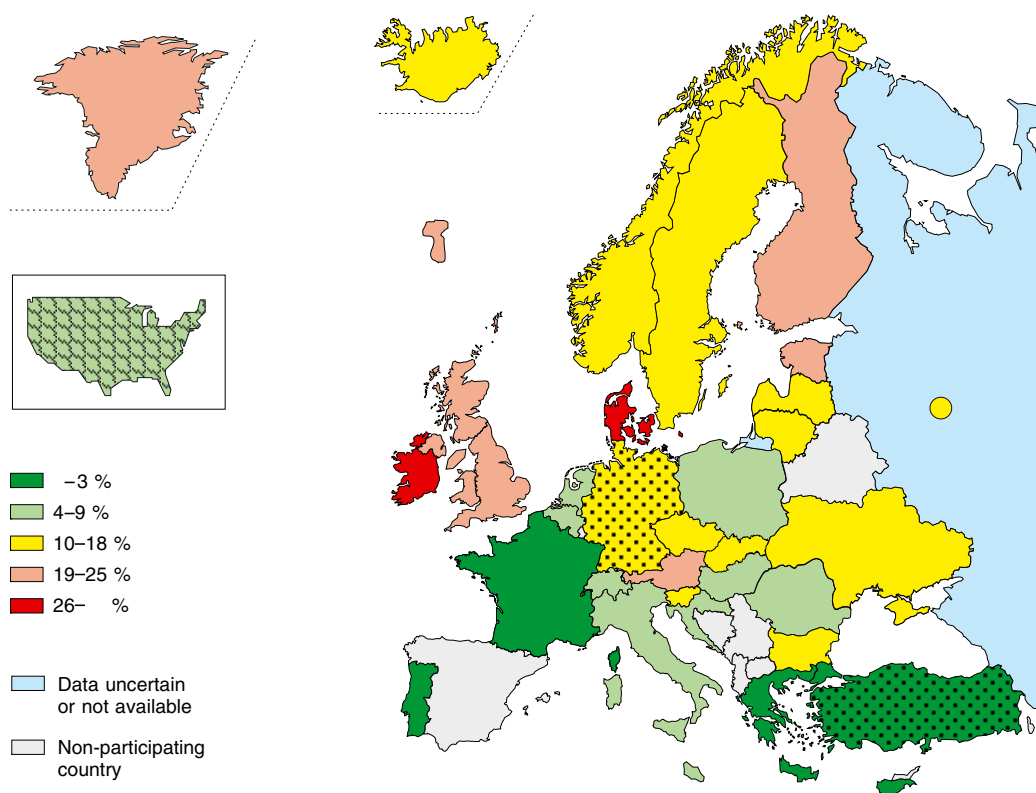 –3 %
4–9 %
10–18 %
19–25 %
26– %
Data uncertain
or not available
Non-participating
country